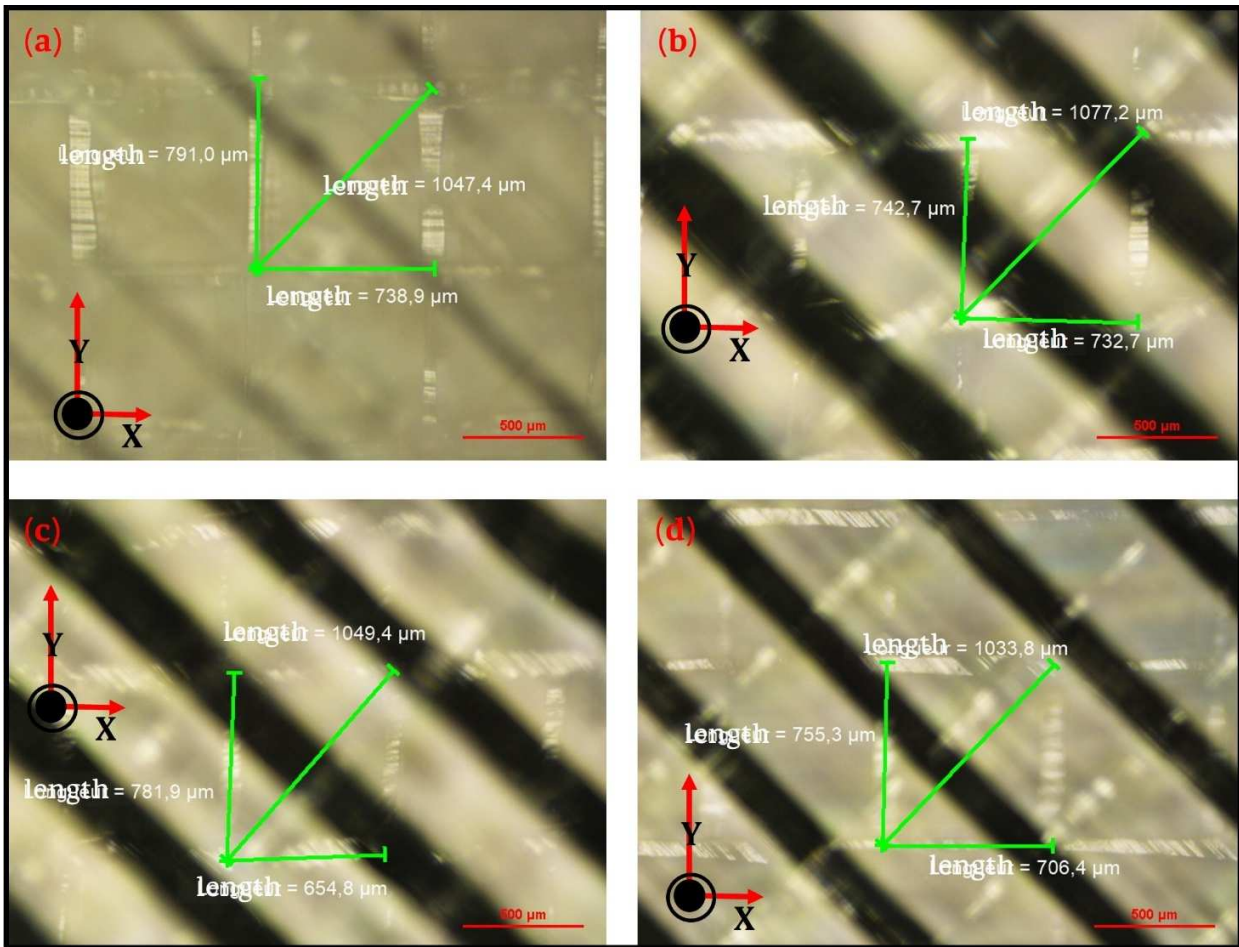 (a)
length = 791,0 µm
length = 1047,4 µm
length = 738,9 µm
Y
X
500 µm
(b)
length = 1077,2 µm
length = 742,7 µm
length = 732,7 µm
Y
X
500 µm
(c)
length = 1049,4 µm
length = 781,9 µm
length = 654,8 µm
Y
X
500 µm
(d)
length = 1033,8 µm
length = 755,3 µm
length = 706,4 µm
Y
X
500 µm